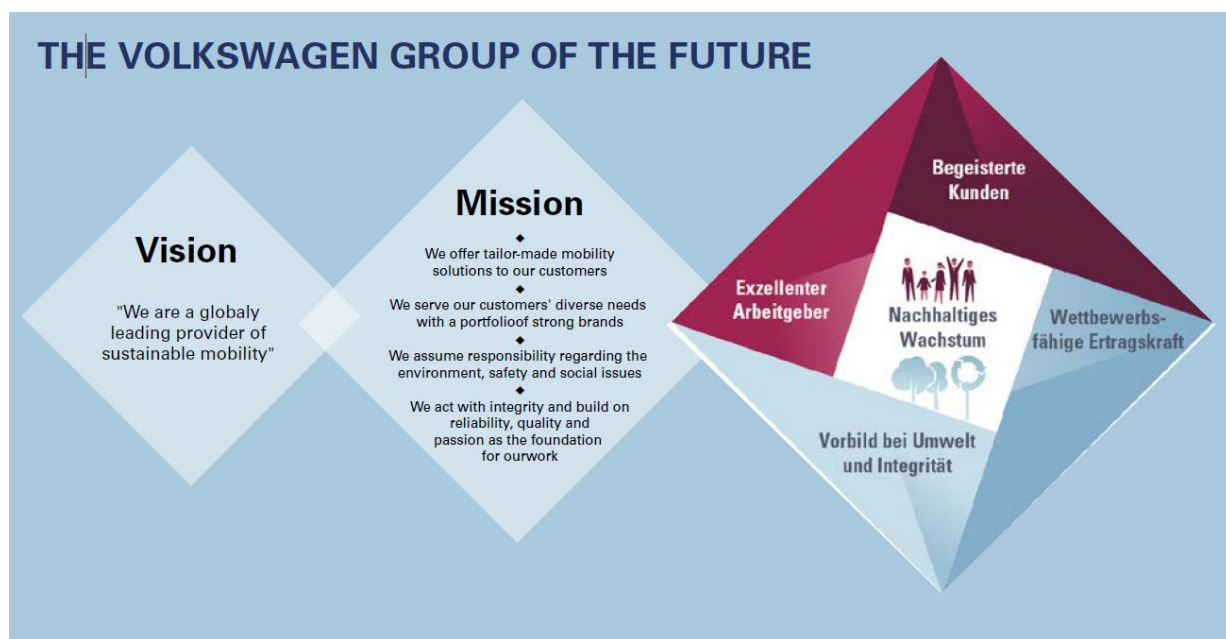 THE VOLKSWAGEN GROUP OF THE FUTURE
Vision
"We are a globaly
leading provider of
sustainable mobility"
Mission
We offer tailor-made mobility
solutions to our customers
We serve our customers' diverse needs
with a portfolioof strong brands
We assume responsibility regarding the
environment, safety and social issues
We act with integrity and build on
reliability, quality and
passion as the foundation
for ourwork
Begeisterte
Kunden
Exzellenter
Arbeitgeber
Nachhaltiges
Wachstum
Wettbewerbs-
fähige Ertragskraft
Vorbild bei Umwelt
und Integrität